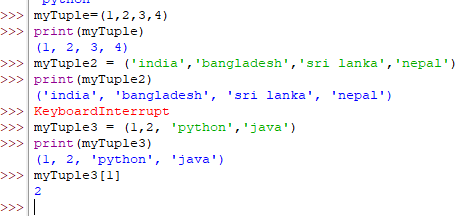 python
>>> myTuple=(1,2,3,4)
>>> print(myTuple)
(1, 2, 3, 4)
>>> myTuple2 = ('india','bangladesh','sri lanka','nepal')
>>> print(myTuple2)
('india', 'bangladesh', 'sri lanka', 'nepal')
>>> KeyboardInterrupt
>>> myTuple3 = (1,2, 'python','java')
>>> print(myTuple3)
(1, 2, 'python', 'java')
>>> myTuple3[1]
2
>>>